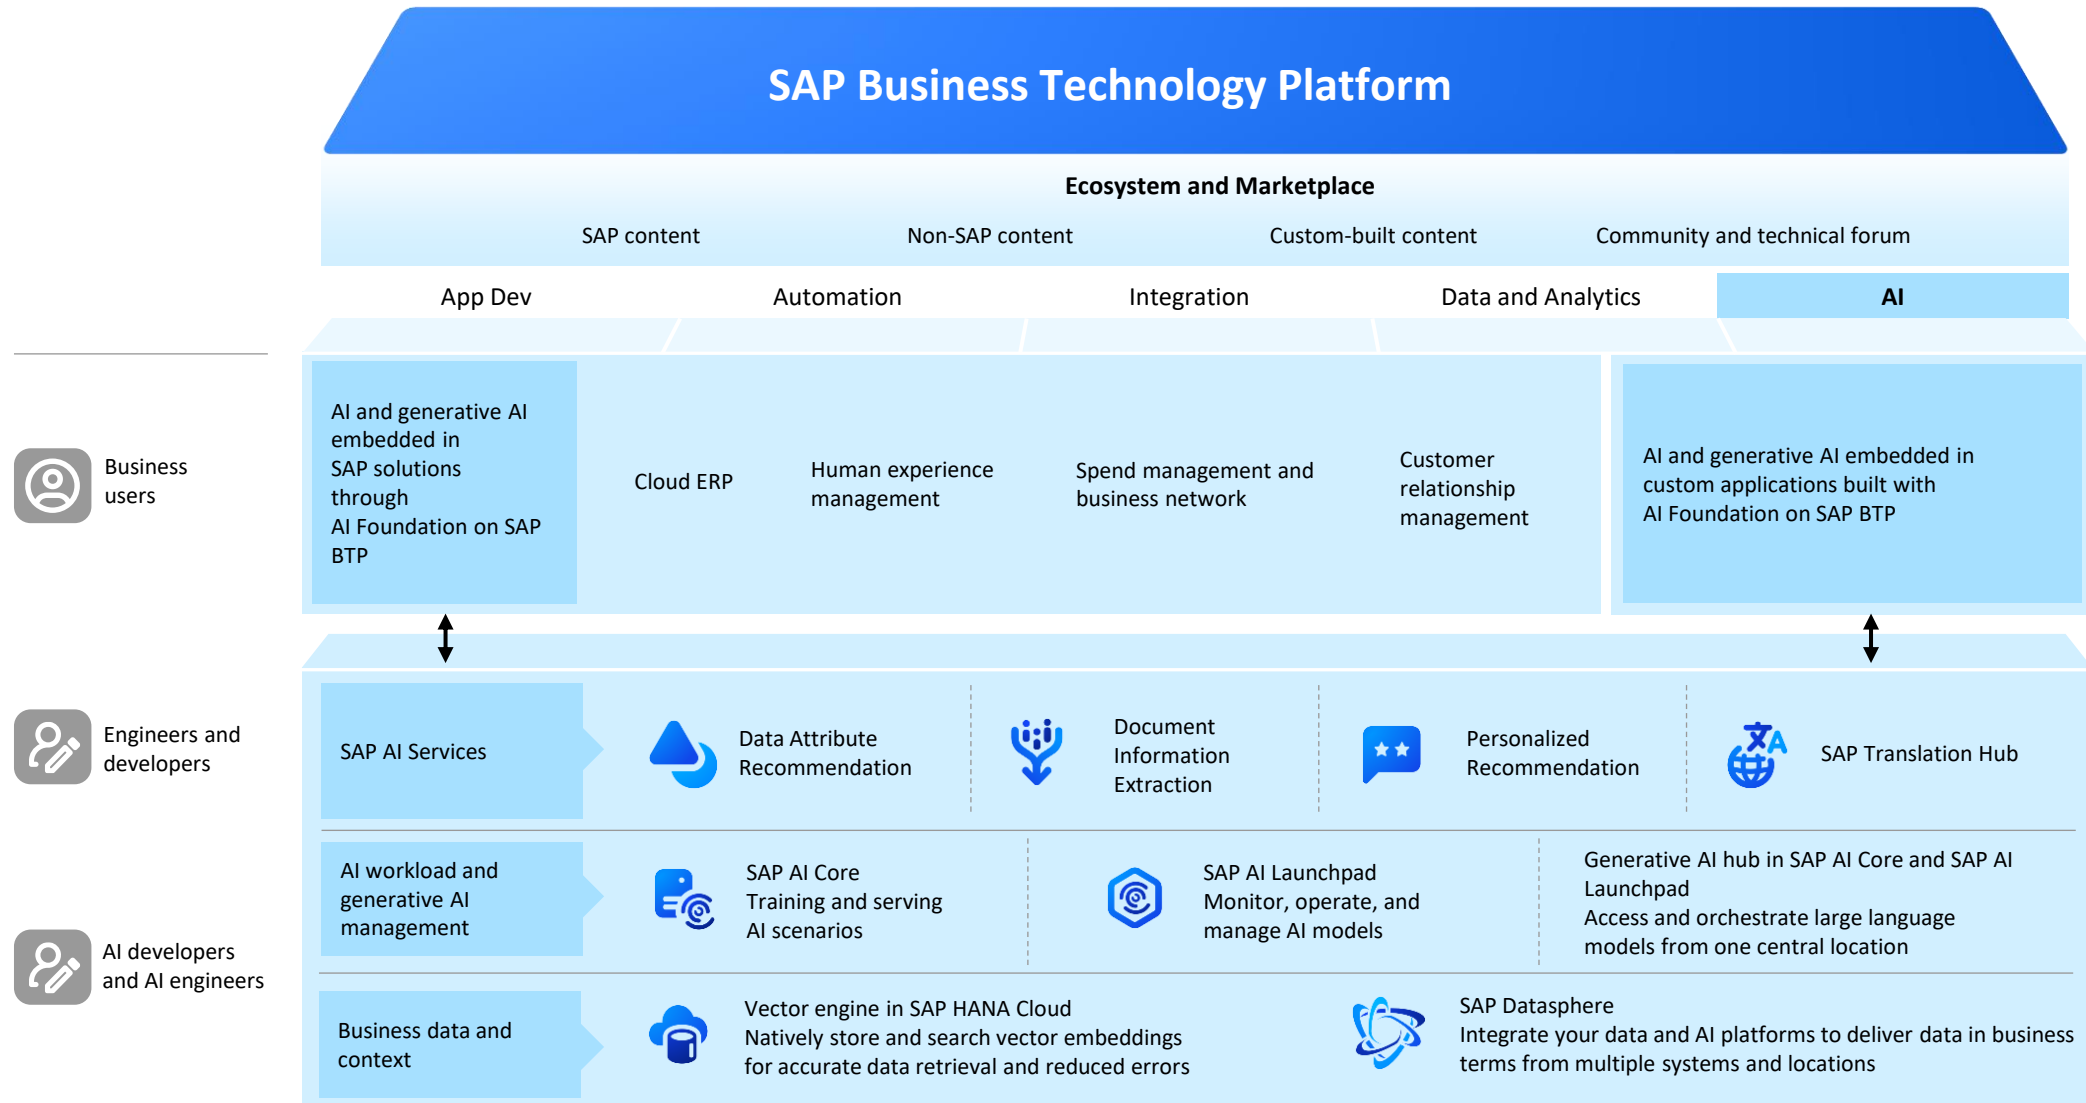 SAP Business Technology Platform
Ecosystem and Marketplace
SAP content
Non-SAP content
Custom-built content
Community and technical forum
App Dev
Automation
Integration
Data and Analytics
AI
Business
users
AI and generative AI
embedded in
SAP solutions
through
AI Foundation on SAP
BTP
Cloud ERP
Human experience
management
Spend management and
business network
Customer
relationship
management
AI and generative AI embedded in
custom applications built with
AI Foundation on SAP BTP
Engineers and
developers
SAP AI Services
Data Attribute
Recommendation
Document
Information
Extraction
Personalized
Recommendation
SAP Translation Hub
AI developers
and AI engineers
AI workload and
generative AI
management
SAP AI Core
Training and serving
AI scenarios
SAP AI Launchpad
Monitor, operate, and
manage AI models
Generative AI hub in SAP AI Core and SAP AI
Launchpad
Access and orchestrate large language
models from one central location
Business data and
context
Vector engine in SAP HANA Cloud
Natively store and search vector embeddings
for accurate data retrieval and reduced errors
SAP Datasphere
Integrate your data and AI platforms to deliver data in business
terms from multiple systems and locations